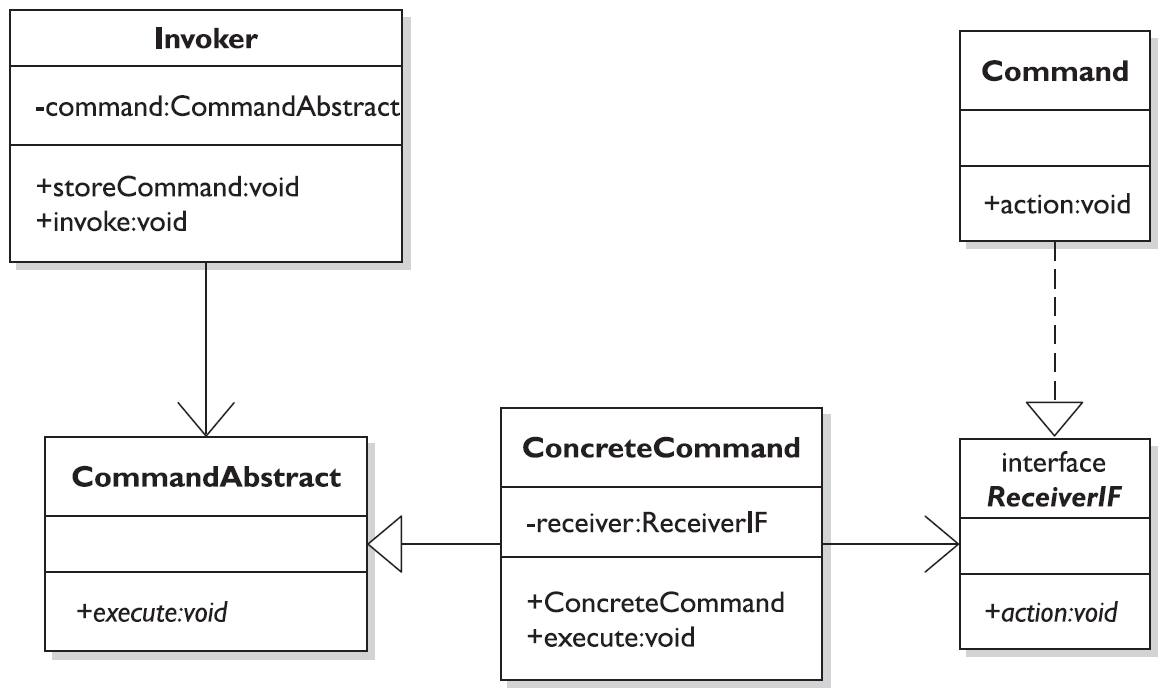 Invoker
-command:CommandAbstract
+storeCommand:void
+invoke:void
Command
+action:void
CommandAbstract
+execute:void
ConcreteCommand
-receiver:ReceiverIF
+ConcreteCommand
+execute:void
interface
ReceiverIF
+action:void